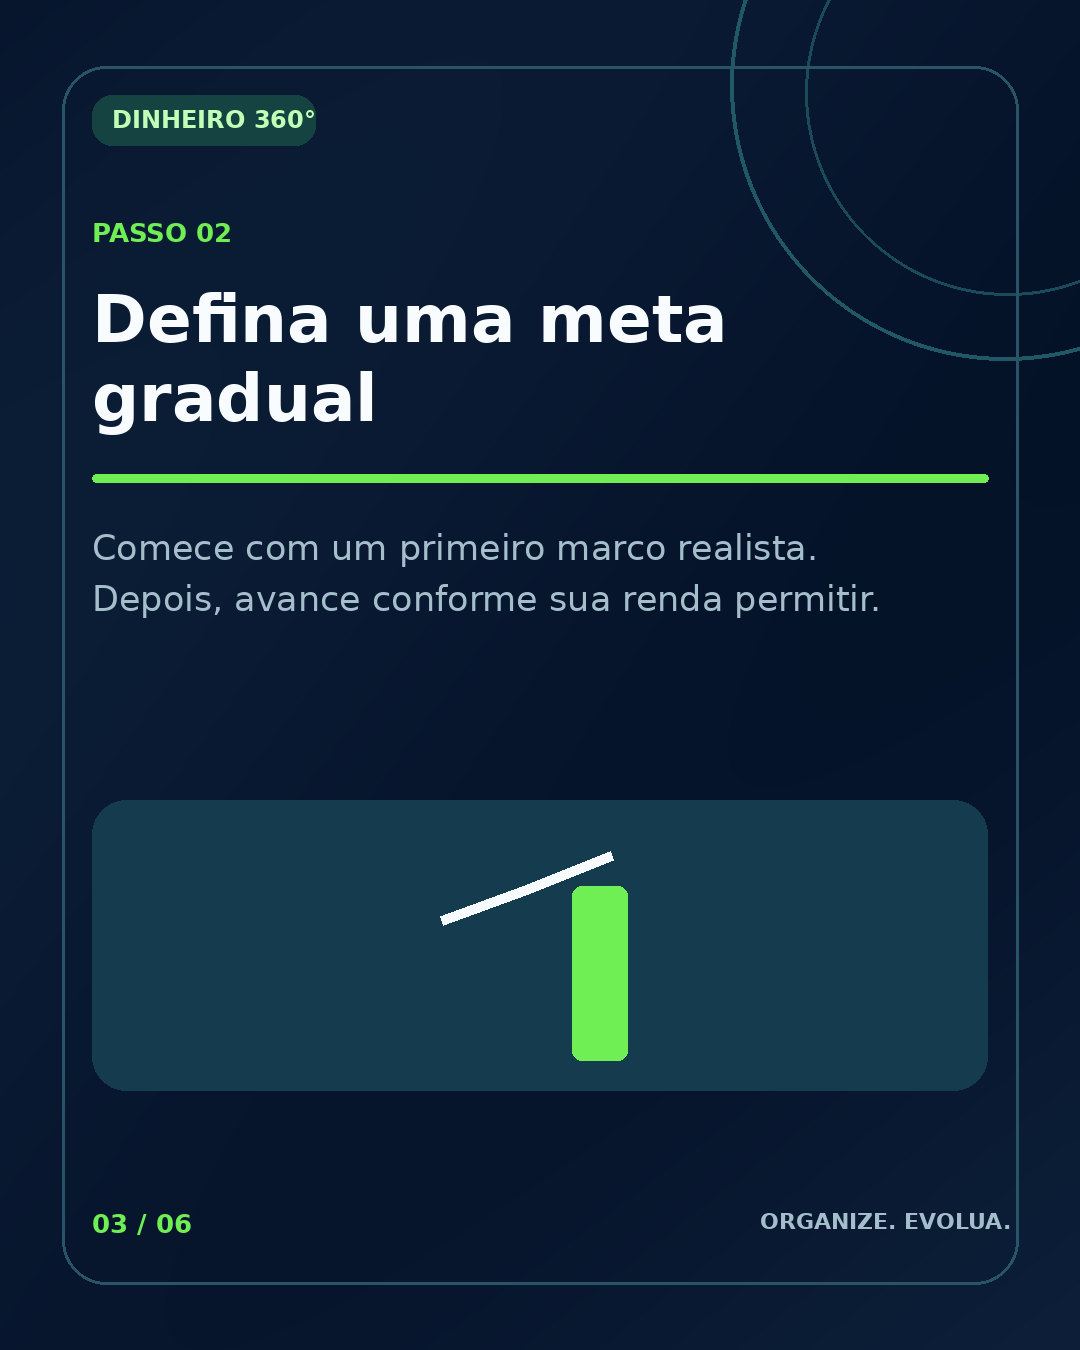 DINHEIRO 360°
PASSO 02
Defina uma meta
gradual
Comece com um primeiro marco realista.
Depois, avance conforme sua renda permitir.
03 / 06
ORGANIZE. EVOLUA.